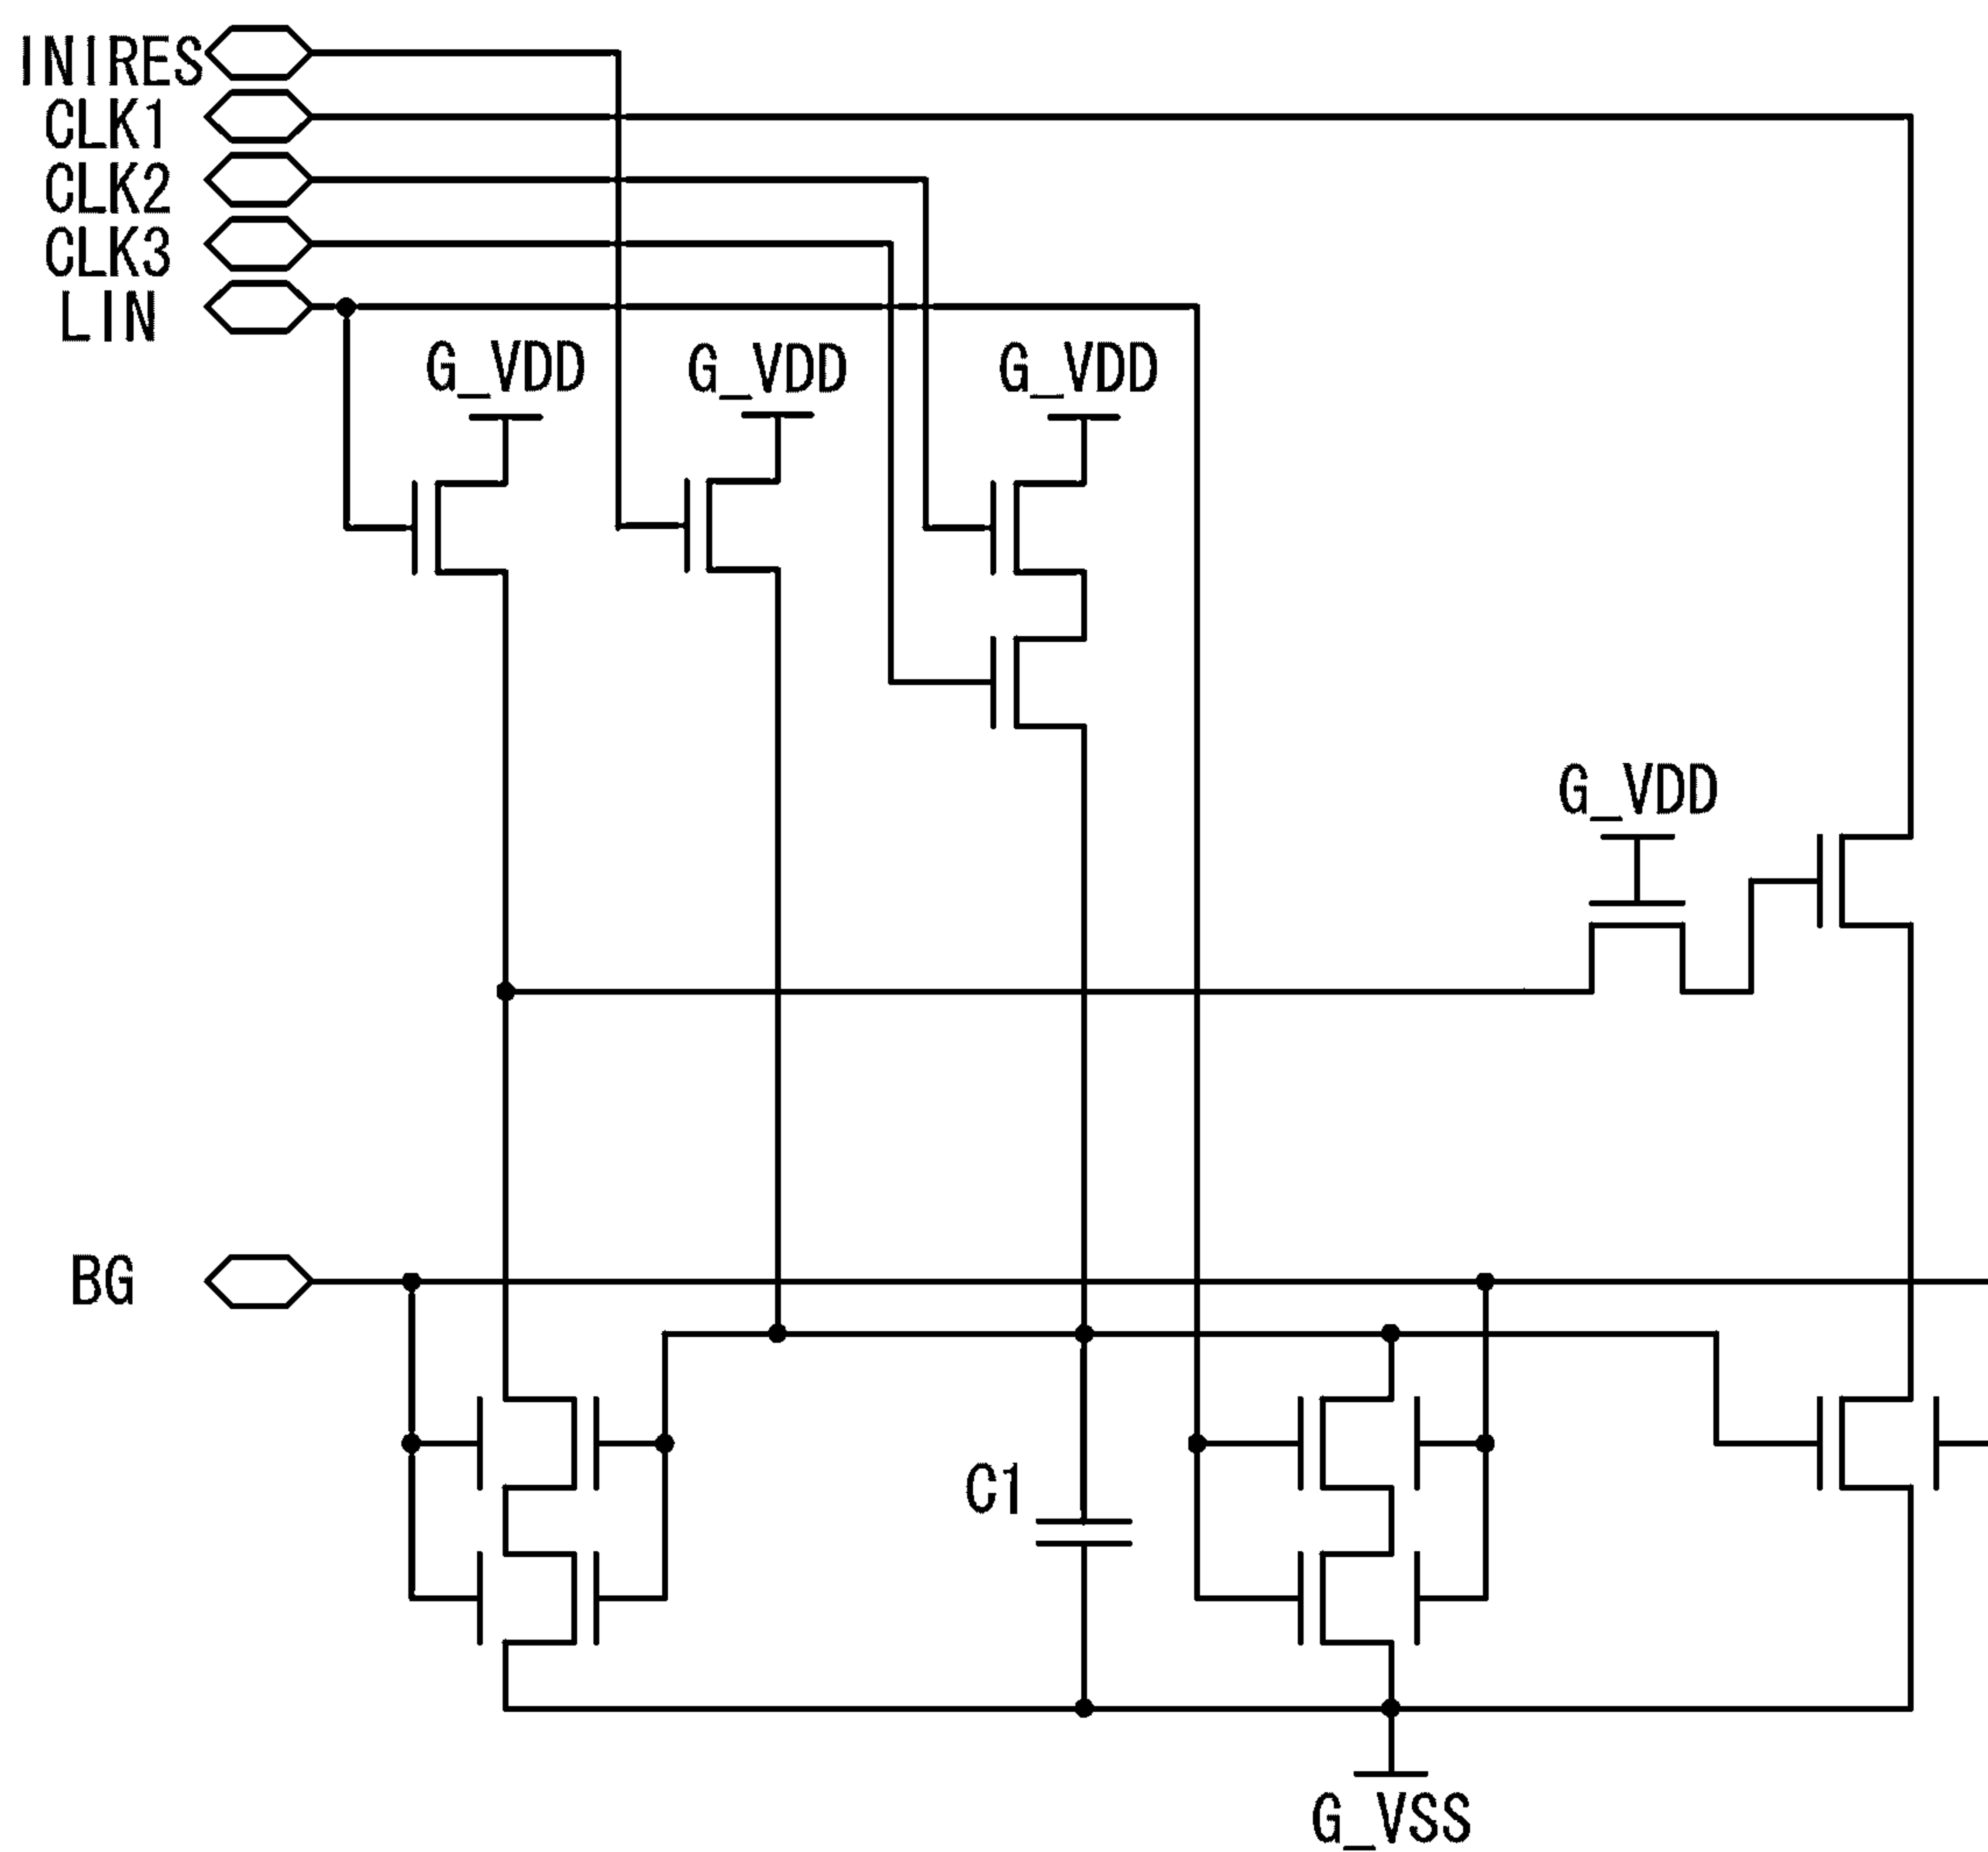 INIRES
CLK1
CLK2
CLK3
LIN
G_VDD
G_VDD
G_VDD
G_VDD
BG
C1
G_VSS